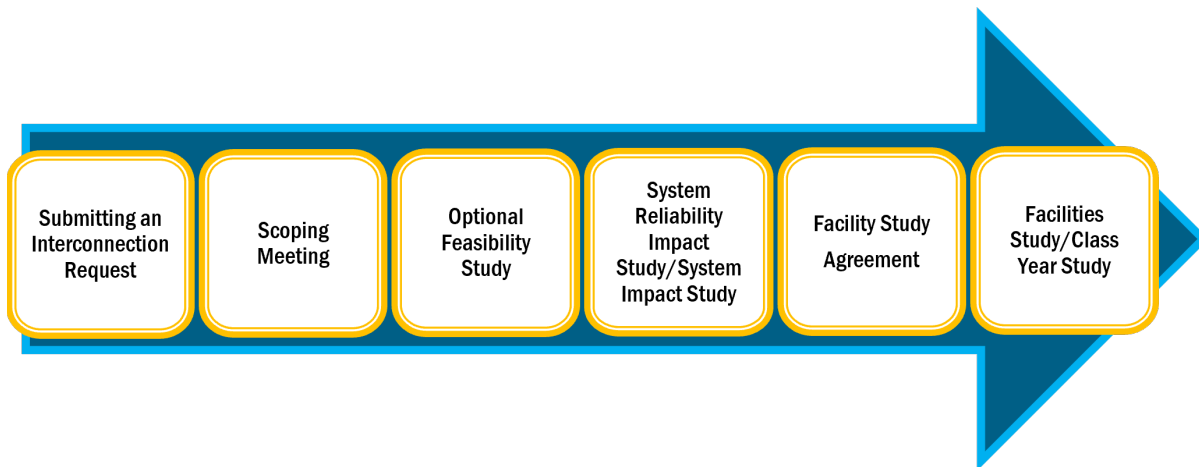 Submitting an
Interconnection
Request
Scoping
Meeting
Optional
Feasibility
Study
System
Reliability
Impact
Study/System
Impact Study
Facility Study
Agreement
Facilities
Study/Class
Year Study